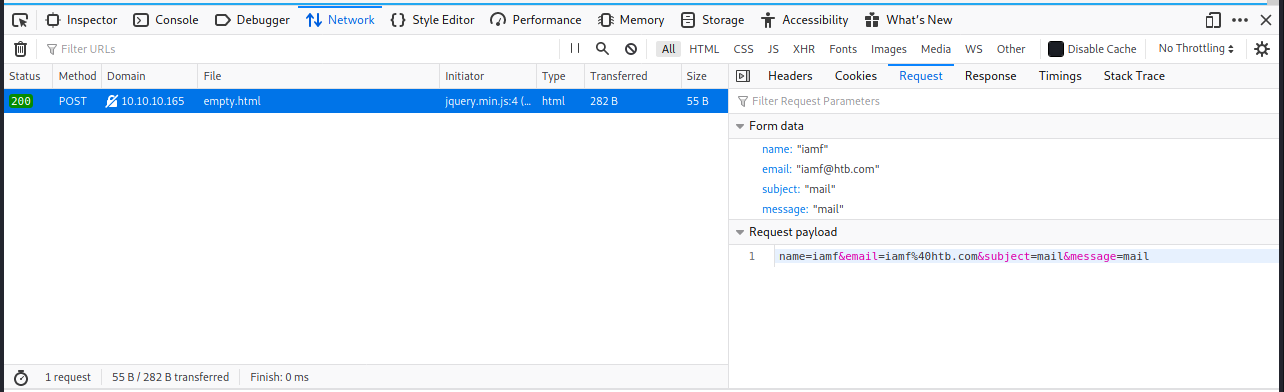 Inspector Console Debugger Network Style Editor Performance Memory Storage Accessibility What's New
Filter URLs All HTML CSS JS XHR Fonts Images Media WS Other Disable Cache No Throttling
Status Method Domain File Initiator Type Transferred Size Headers Cookies Request Response Timings Stack Trace
200 POST 10.10.10.165 empty.html jquery.min.js:4 (... html 282 B 55 B Filter Request Parameters
Form data
name: "iamf"
email: "iamf@htb.com"
subject: "mail"
message: "mail"
Request payload
1 name=iamf&email=iamf%40htb.com&subject=mail&message=mail
1 request 55 B / 282 B transferred Finish: 0 ms